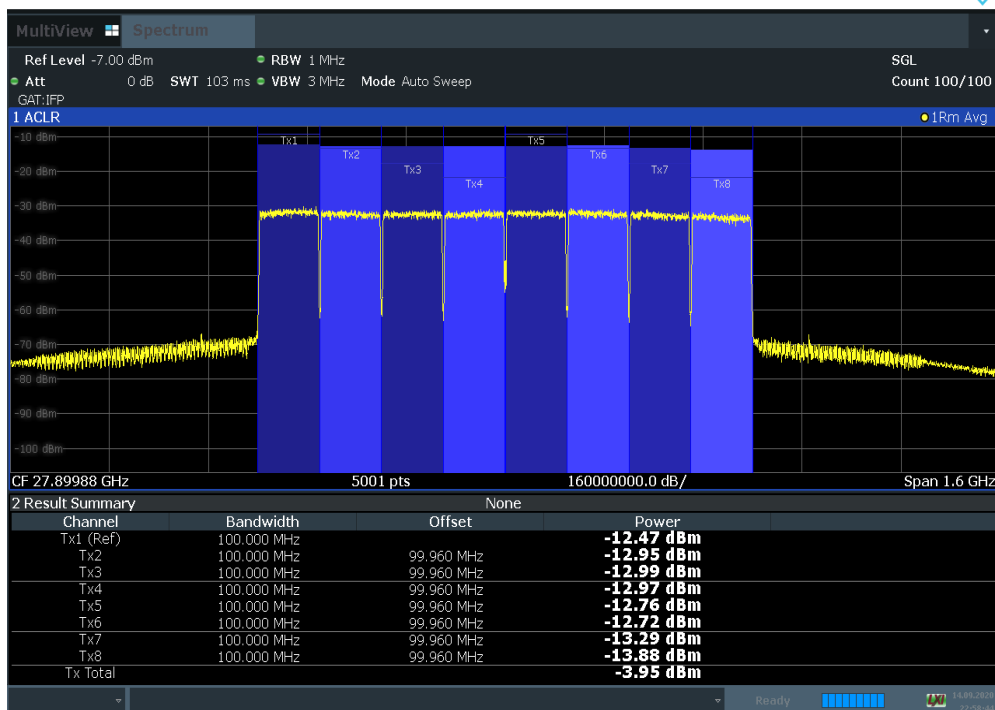 MultiView Spectrum
Ref Level -7.00 dBm RBW 1 MHz SGL
Att 0 dB SWT 103 ms VBW 3 MHz Mode Auto Sweep Count 100/100
GAT:IFP
1 ACLR 1Rm Avg
-10 dBm
Tx1 Tx5
Tx2 Tx6
-20 dBm Tx3 Tx7
Tx4 Tx8
-30 dBm
-40 dBm
-50 dBm
-60 dBm
-70 dBm
-80 dBm
-90 dBm
-100 dBm
CF 27.89988 GHz 5001 pts 160000000.0 dB/ Span 1.6 GHz
2 Result Summary None
Channel Bandwidth Offset Power
Tx1 (Ref) 100.000 MHz -12.47 dBm
Tx2 100.000 MHz 99.960 MHz -12.95 dBm
Tx3 100.000 MHz 99.960 MHz -12.99 dBm
Tx4 100.000 MHz 99.960 MHz -12.97 dBm
Tx5 100.000 MHz 99.960 MHz -12.76 dBm
Tx6 100.000 MHz 99.960 MHz -12.72 dBm
Tx7 100.000 MHz 99.960 MHz -13.29 dBm
Tx8 100.000 MHz 99.960 MHz -13.88 dBm
Tx Total -3.95 dBm
Ready 14.09.2020